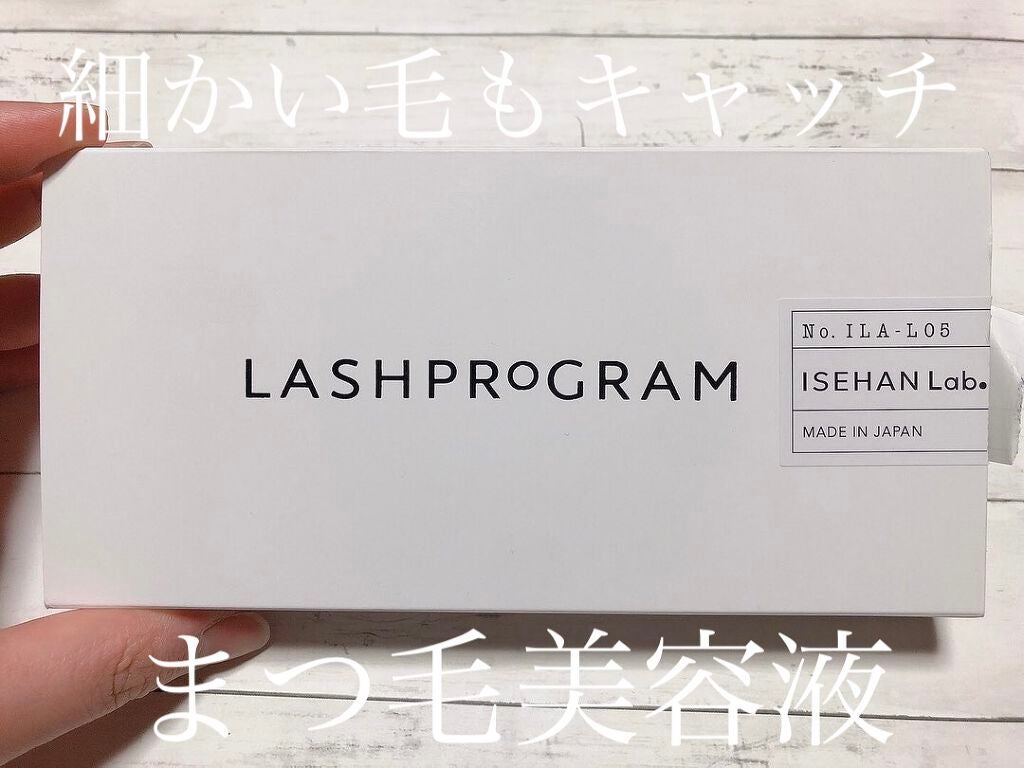 細かい毛もキャッチ
LASHPROGRAM
No. ILA-L05
ISEHAN Lab.
MADE IN JAPAN
まつ毛美容液